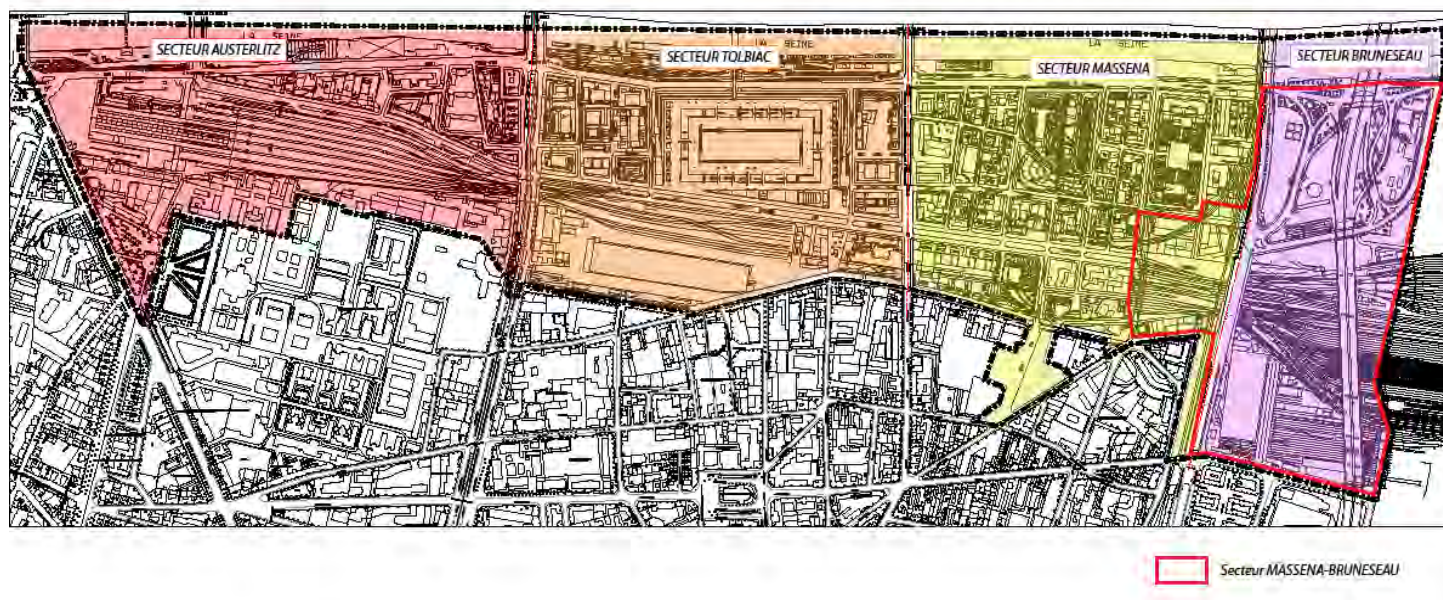 SECTEUR AUSTERLITZ
SECTEUR TOLBIAC
SECTEUR MASSENA
SECTEUR BRUNESEAU
LA SEINE
A SEINE
LA SEINE
Secteur MASSENA-BRUNESEAU